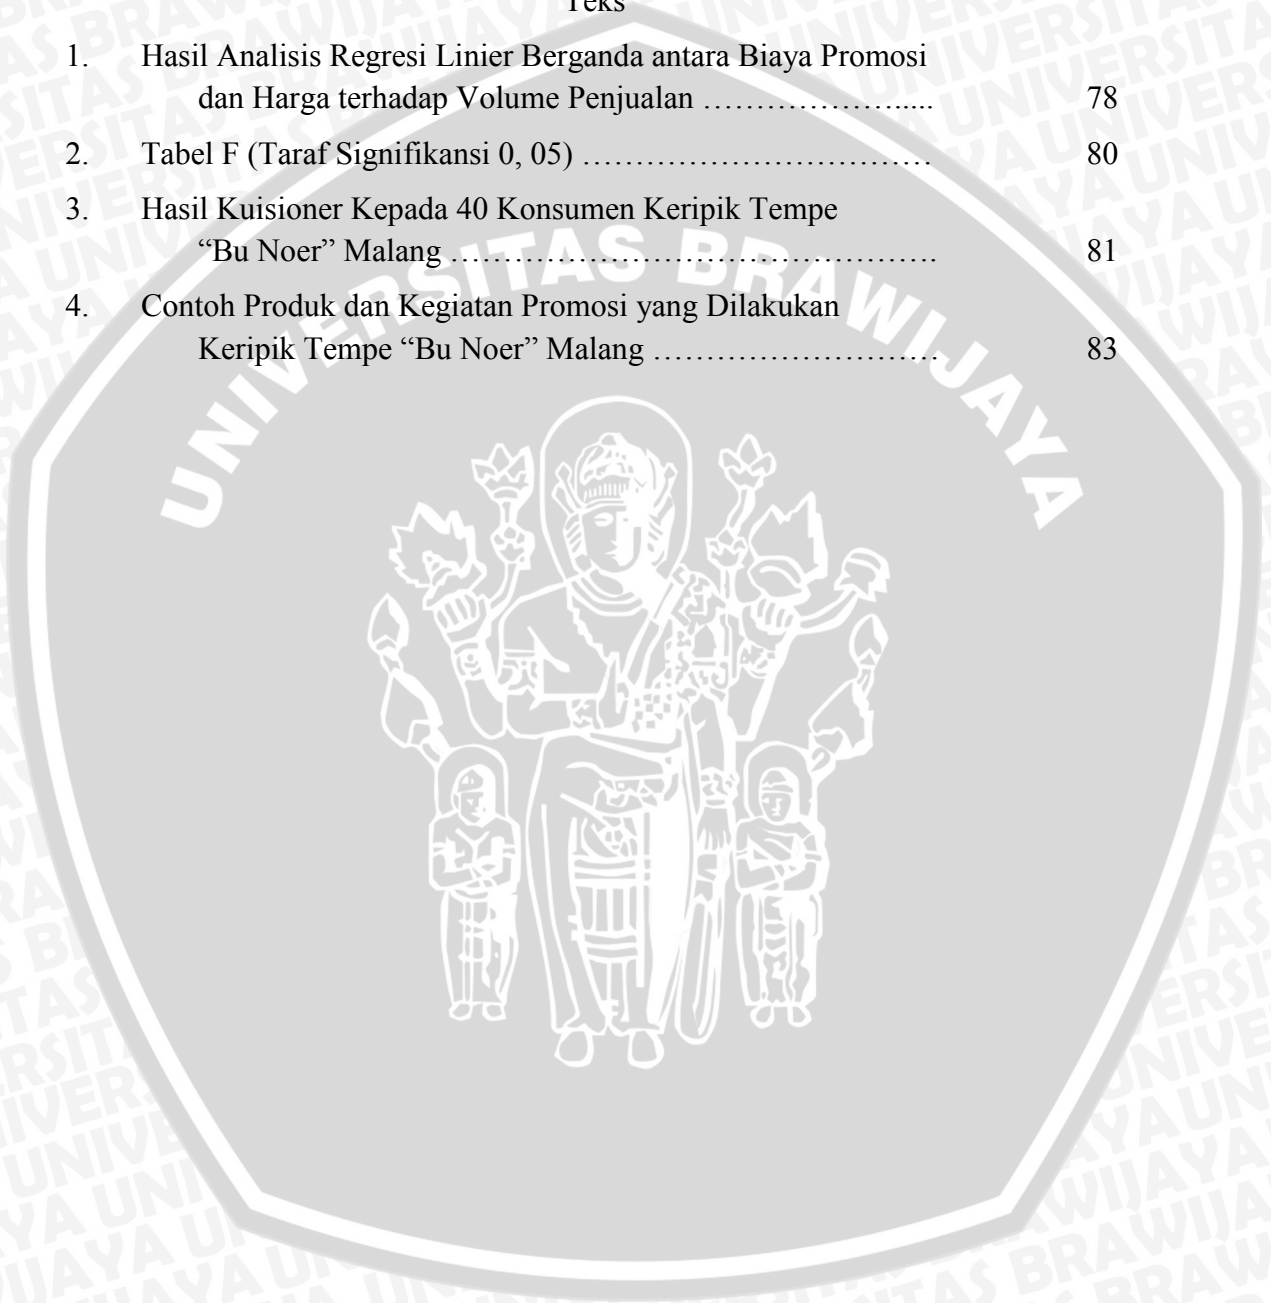 Teks
1. Hasil Analisis Regresi Linier Berganda antara Biaya Promosi
dan Harga terhadap Volume Penjualan ………………..... 78
2. Tabel F (Taraf Signifikansi 0, 05) …………………………… 80
3. Hasil Kuisioner Kepada 40 Konsumen Keripik Tempe
“Bu Noer” Malang ………………………………………. 81
4. Contoh Produk dan Kegiatan Promosi yang Dilakukan
Keripik Tempe “Bu Noer” Malang ……………………… 83
UNIVERSITAS BRAWIJAYA